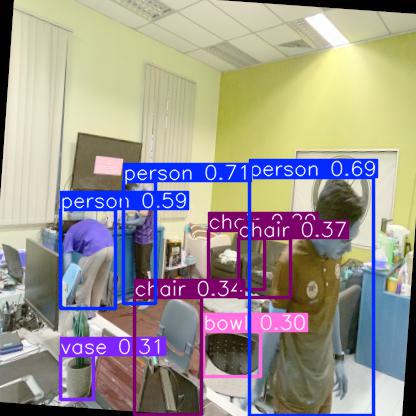 person 0.71
person 0.69
person 0.59
chair 0.37
chair 0.34
bowl 0.30
vase 0.31